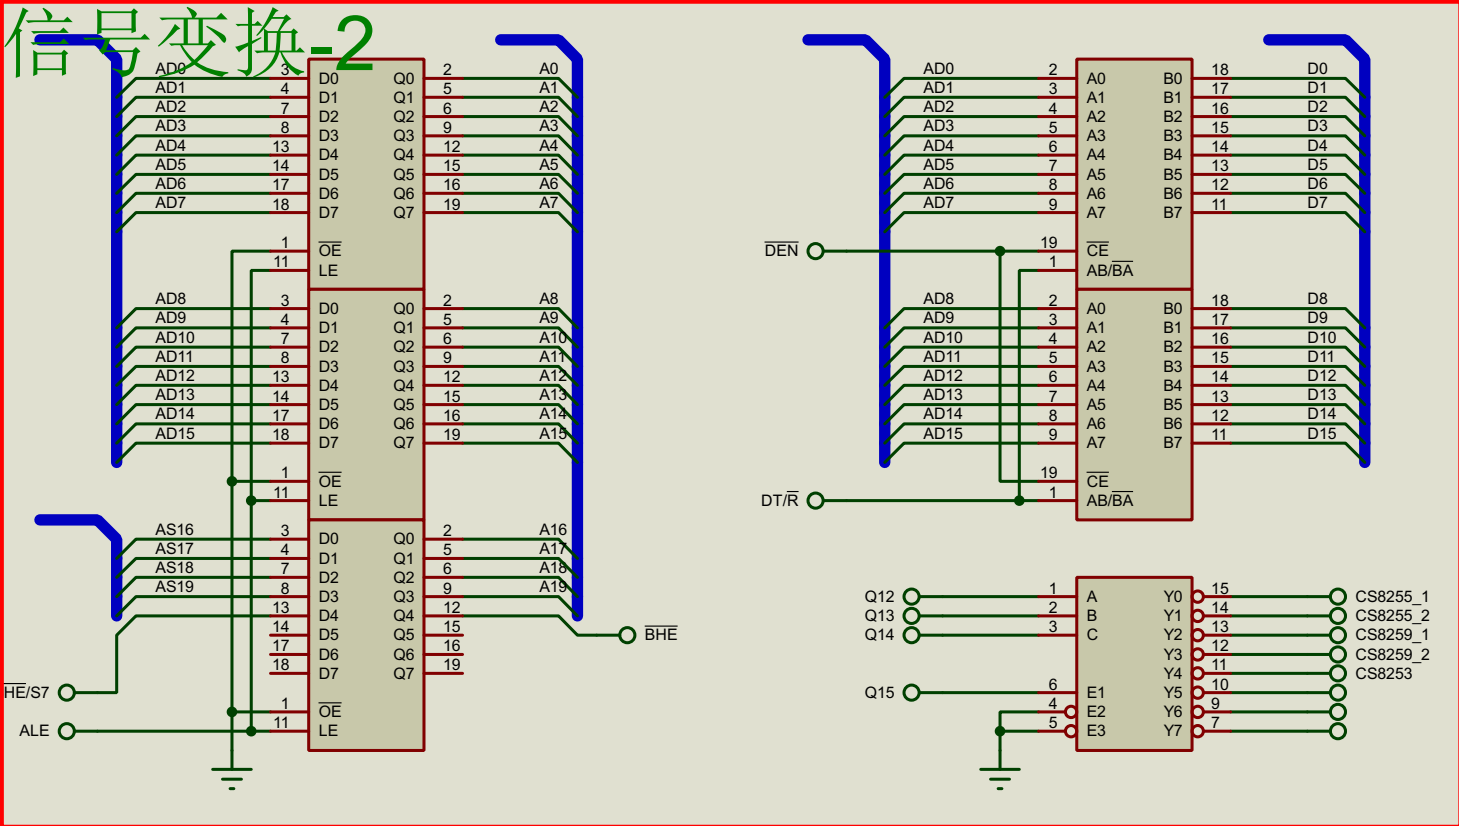 信号变换-2
AD0 3 D0 Q0 2 A0
AD1 4 D1 Q1 5 A1
AD2 7 D2 Q2 6 A2
AD3 8 D3 Q3 9 A3
AD4 13 D4 Q4 12 A4
AD5 14 D5 Q5 15 A5
AD6 17 D6 Q6 16 A6
AD7 18 D7 Q7 19 A7
1 OE
11 LE
AD8 3 D0 Q0 2 A8
AD9 4 D1 Q1 5 A9
AD10 7 D2 Q2 6 A10
AD11 8 D3 Q3 9 A11
AD12 13 D4 Q4 12 A12
AD13 14 D5 Q5 15 A13
AD14 17 D6 Q6 16 A14
AD15 18 D7 Q7 19 A15
1 OE
11 LE
AS16 3 D0 Q0 2 A16
AS17 4 D1 Q1 5 A17
AS18 7 D2 Q2 6 A18
AS19 8 D3 Q3 9 A19
13 D4 Q4 12
14 D5 Q5 15 BHE
17 D6 Q6 16
18 D7 Q7 19
HE/S7
1 OE
ALE 11 LE
AD0 2 A0 B0 18 D0
AD1 3 A1 B1 17 D1
AD2 4 A2 B2 16 D2
AD3 5 A3 B3 15 D3
AD4 6 A4 B4 14 D4
AD5 7 A5 B5 13 D5
AD6 8 A6 B6 12 D6
AD7 9 A7 B7 11 D7
DEN 19 CE
1 AB/BA
AD8 2 A0 B0 18 D8
AD9 3 A1 B1 17 D9
AD10 4 A2 B2 16 D10
AD11 5 A3 B3 15 D11
AD12 6 A4 B4 14 D12
AD13 7 A5 B5 13 D13
AD14 8 A6 B6 12 D14
AD15 9 A7 B7 11 D15
19 CE
DT/R 1 AB/BA
Q12 1 A Y0 15 CS8255_1
Q13 2 B Y1 14 CS8255_2
Q14 3 C Y2 13 CS8259_1
Y3 12 CS8259_2
Y4 11 CS8253
Q15 6 E1 Y5 10
4 E2 Y6 9
5 E3 Y7 7